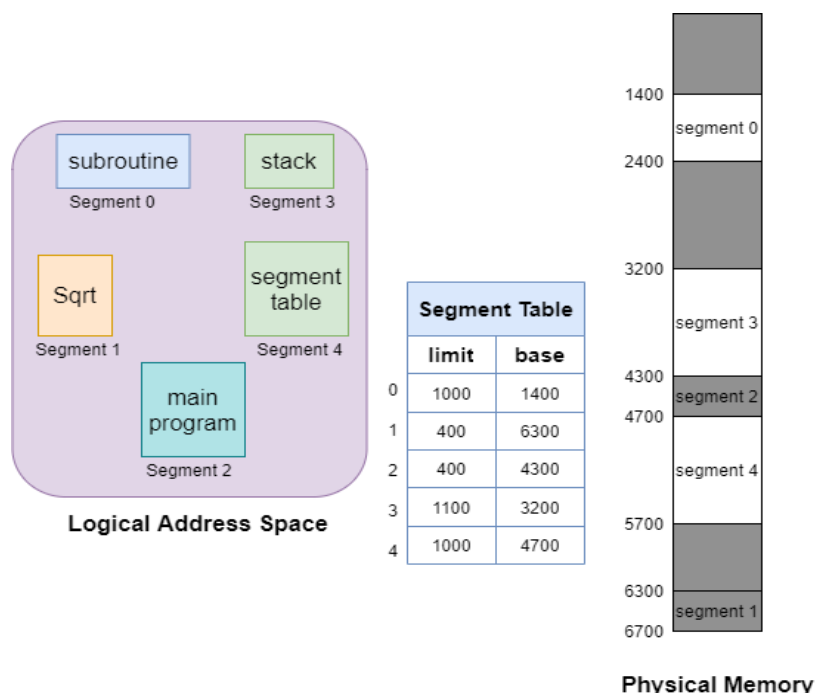 subroutine
Segment 0
stack
Segment 3
Sqrt
Segment 1
segment
table
Segment 4
main
program
Segment 2
Logical Address Space
Segment Table
limit base
0 1000 1400
1 400 6300
2 400 4300
3 1100 3200
4 1000 4700
1400
segment 0
2400
3200
segment 3
4300
segment 2
4700
segment 4
5700
6300
segment 1
6700
Physical Memory